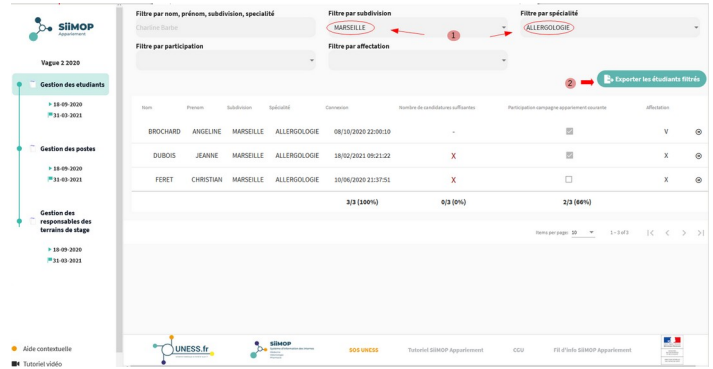 SiiMOP
Appariement
Vague 2 2020
Gestion des etudiants
18-09-2020
31-03-2021
Gestion des postes
18-09-2020
31-03-2021
Gestion des
responsables des
terrains de stage
18-09-2020
31-03-2021
Aide contextuelle
Tutoriel vidéo
Filtre par nom, prénom, subdivision, specialité
Charline Barbe
Filtre par subdivision
MARSEILLE
Filtre par spécialité
ALLERGOLOGIE
1
Filtre par participation
Filtre par affectation
2
Exporter les étudiants filtrés
Nom Prenom Subdivision Spécialité Connexion Nombre de candidatures suffisantes Participation campagne appariement courante Affectation
BROCHARD ANGELINE MARSEILLE ALLERGOLOGIE 08/10/2020 22:00:10 - V
DUBOIS JEANNE MARSEILLE ALLERGOLOGIE 18/02/2021 09:21:22 X X
FERET CHRISTIAN MARSEILLE ALLERGOLOGIE 10/06/2020 21:37:51 X X
3/3 (100%) 0/3 (0%) 2/3 (66%)
Items per page: 10 1 - 3 of 3
UNESS.fr
SiiMOP
SOS UNESS
Tutoriel SiiMOP Appariement
CGU
Fil d'info SiiMOP Appariement